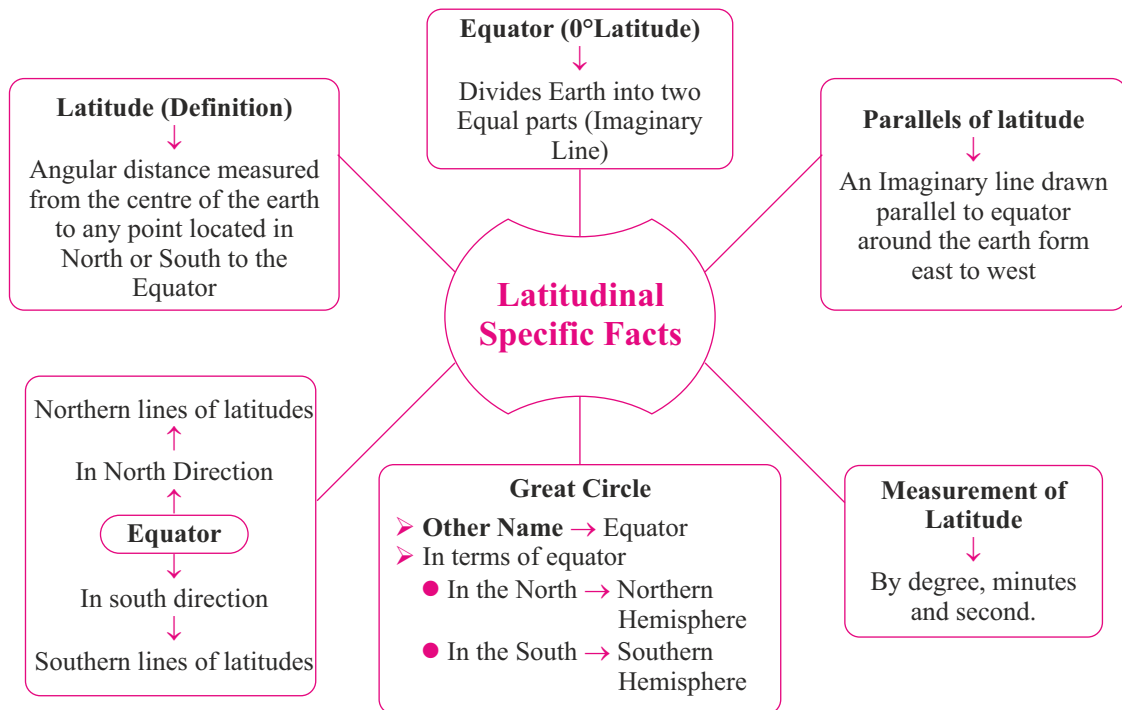 Equator (0°Latitude)
↓
Divides Earth into two
Equal parts (Imaginary
Line)
Latitude (Definition)
↓
Angular distance measured
from the centre of the earth
to any point located in
North or South to the
Equator
Parallels of latitude
↓
An Imaginary line drawn
parallel to equator
around the earth form
east to west
Latitudinal
Specific Facts
Northern lines of latitudes
↑
In North Direction
↑
Equator
↓
In south direction
↓
Southern lines of latitudes
Great Circle
➢ Other Name → Equator
➢ In terms of equator
● In the North → Northern
Hemisphere
● In the South → Southern
Hemisphere
Measurement of
Latitude
↓
By degree, minutes
and second.